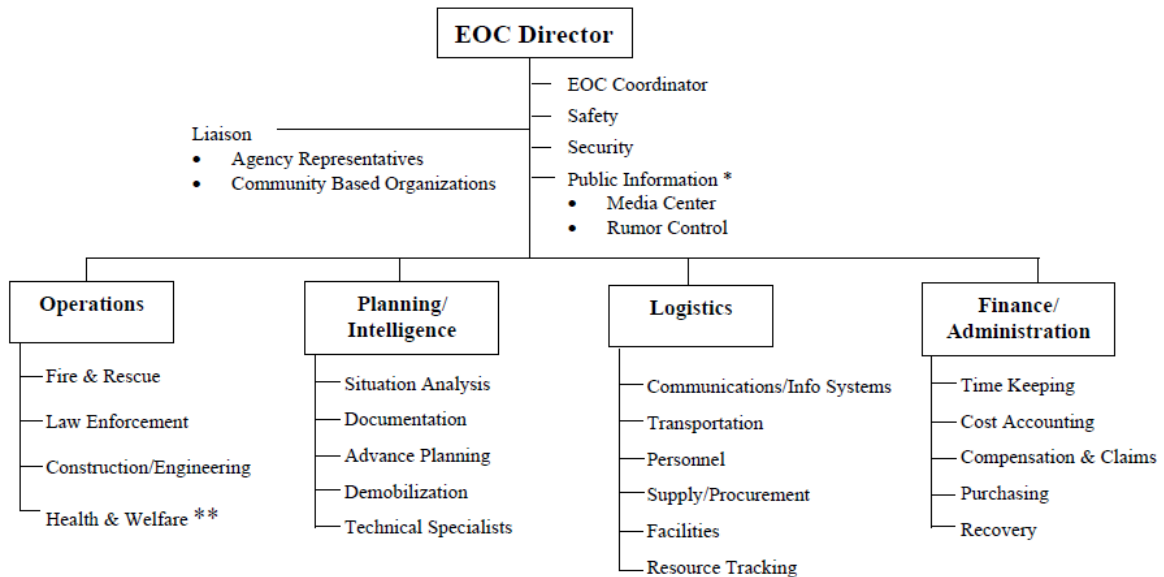 EOC Director
EOC Coordinator
Safety
Security
Public Information *
• Media Center
• Rumor Control
Liaison
• Agency Representatives
• Community Based Organizations
Operations
Fire & Rescue
Law Enforcement
Construction/Engineering
Health & Welfare **
Planning/
Intelligence
Situation Analysis
Documentation
Advance Planning
Demobilization
Technical Specialists
Logistics
Communications/Info Systems
Transportation
Personnel
Supply/Procurement
Facilities
Resource Tracking
Finance/
Administration
Time Keeping
Cost Accounting
Compensation & Claims
Purchasing
Recovery